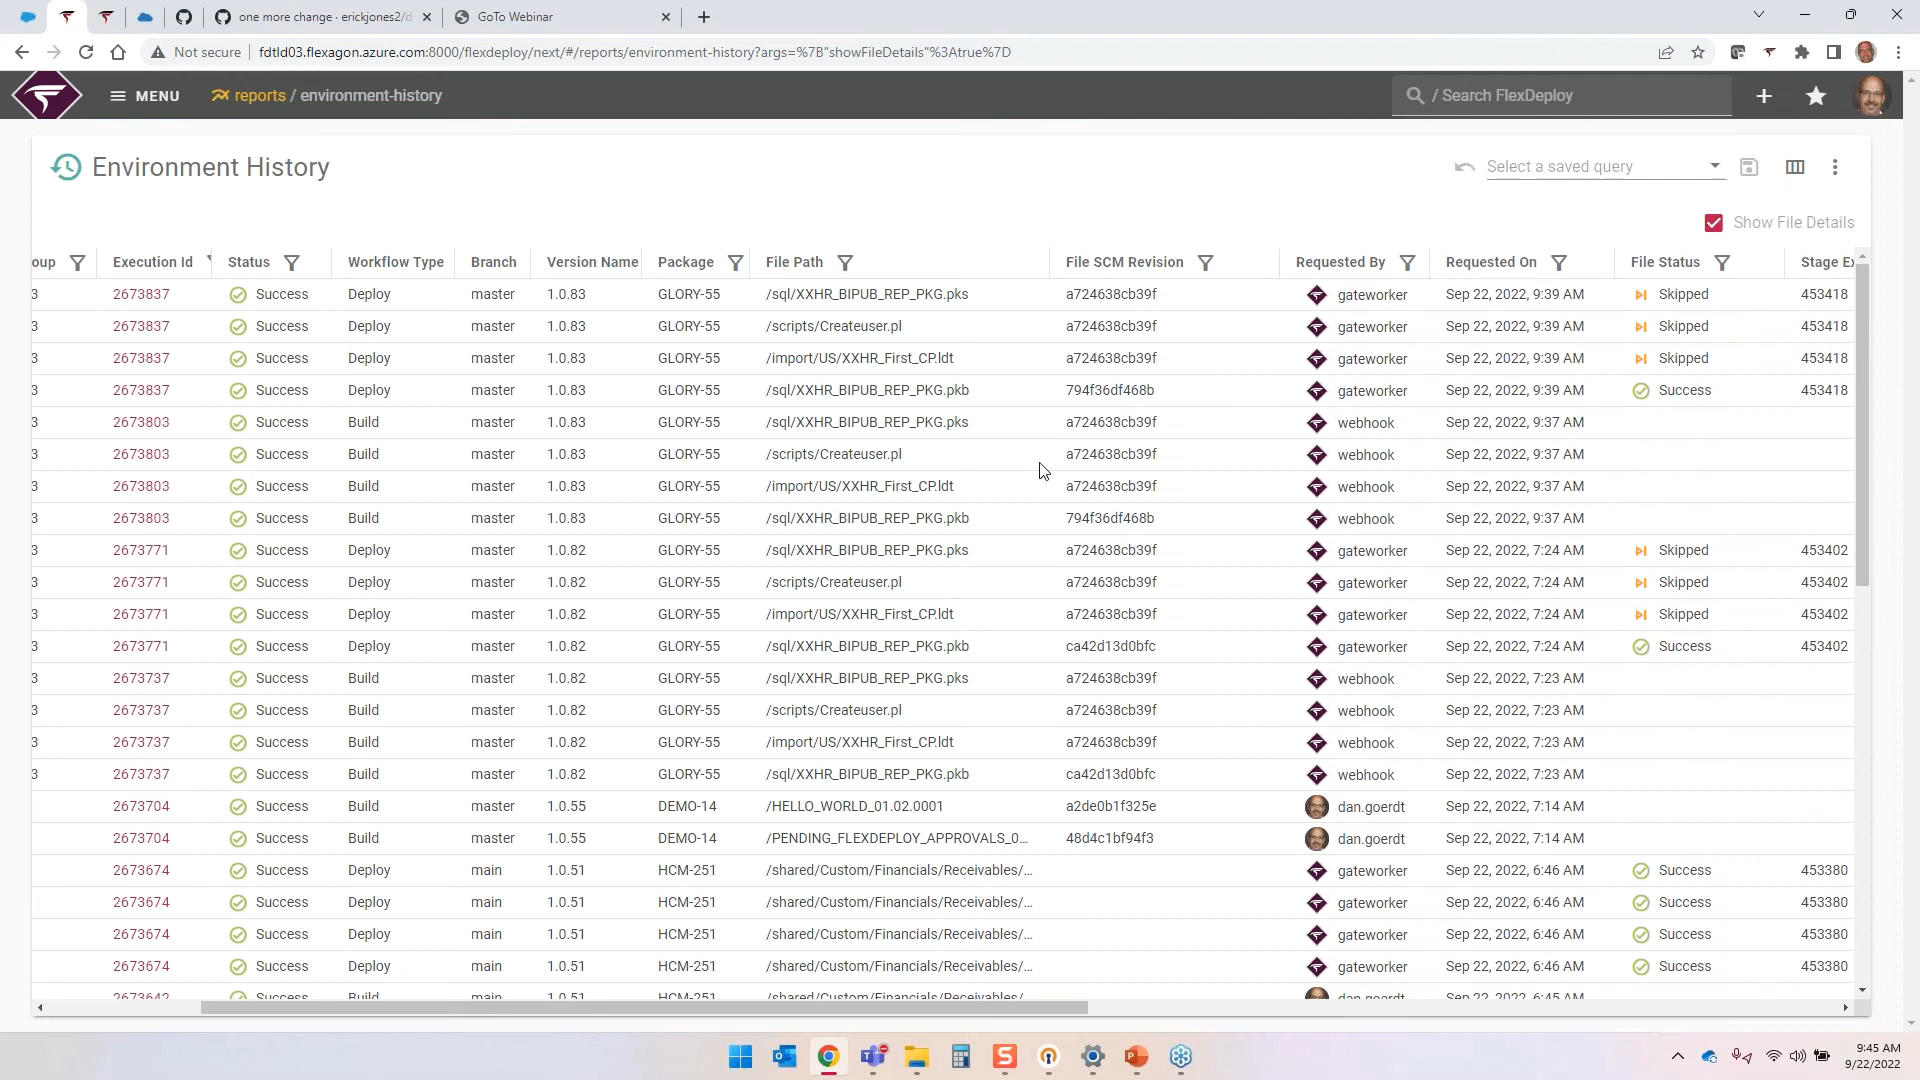 one more change · erickjones2/d
GoTo Webinar
Not secure
fdtld03.flexagon.azure.com:8000/flexdeploy/next/#/reports/environment-history?args=%7B"showFileDetails"%3Atrue%7D
MENU
reports / environment-history
/ Search FlexDeploy
Environment History
Select a saved query
Show File Details
oup Execution Id Status Workflow Type Branch Version Name Package File Path File SCM Revision Requested By Requested On File Status Stage Ex
3 2673837 Success Deploy master 1.0.83 GLORY-55 /sql/XXHR_BIPUB_REP_PKG.pks a724638cb39f gateworker Sep 22, 2022, 9:39 AM Skipped 453418
3 2673837 Success Deploy master 1.0.83 GLORY-55 /scripts/Createuser.pl a724638cb39f gateworker Sep 22, 2022, 9:39 AM Skipped 453418
3 2673837 Success Deploy master 1.0.83 GLORY-55 /import/US/XXHR_First_CP.ldt a724638cb39f gateworker Sep 22, 2022, 9:39 AM Skipped 453418
3 2673837 Success Deploy master 1.0.83 GLORY-55 /sql/XXHR_BIPUB_REP_PKG.pkb 794f36df468b gateworker Sep 22, 2022, 9:39 AM Success 453418
3 2673803 Success Build master 1.0.83 GLORY-55 /sql/XXHR_BIPUB_REP_PKG.pks a724638cb39f webhook Sep 22, 2022, 9:37 AM
3 2673803 Success Build master 1.0.83 GLORY-55 /scripts/Createuser.pl a724638cb39f webhook Sep 22, 2022, 9:37 AM
3 2673803 Success Build master 1.0.83 GLORY-55 /import/US/XXHR_First_CP.ldt a724638cb39f webhook Sep 22, 2022, 9:37 AM
3 2673803 Success Build master 1.0.83 GLORY-55 /sql/XXHR_BIPUB_REP_PKG.pkb 794f36df468b webhook Sep 22, 2022, 9:37 AM
3 2673771 Success Deploy master 1.0.82 GLORY-55 /sql/XXHR_BIPUB_REP_PKG.pks a724638cb39f gateworker Sep 22, 2022, 7:24 AM Skipped 453402
3 2673771 Success Deploy master 1.0.82 GLORY-55 /scripts/Createuser.pl a724638cb39f gateworker Sep 22, 2022, 7:24 AM Skipped 453402
3 2673771 Success Deploy master 1.0.82 GLORY-55 /import/US/XXHR_First_CP.ldt a724638cb39f gateworker Sep 22, 2022, 7:24 AM Skipped 453402
3 2673771 Success Deploy master 1.0.82 GLORY-55 /sql/XXHR_BIPUB_REP_PKG.pkb ca42d13d0bfc gateworker Sep 22, 2022, 7:24 AM Success 453402
3 2673737 Success Build master 1.0.82 GLORY-55 /sql/XXHR_BIPUB_REP_PKG.pks a724638cb39f webhook Sep 22, 2022, 7:23 AM
3 2673737 Success Build master 1.0.82 GLORY-55 /scripts/Createuser.pl a724638cb39f webhook Sep 22, 2022, 7:23 AM
3 2673737 Success Build master 1.0.82 GLORY-55 /import/US/XXHR_First_CP.ldt a724638cb39f webhook Sep 22, 2022, 7:23 AM
3 2673737 Success Build master 1.0.82 GLORY-55 /sql/XXHR_BIPUB_REP_PKG.pkb ca42d13d0bfc webhook Sep 22, 2022, 7:23 AM
2673704 Success Build master 1.0.55 DEMO-14 /HELLO_WORLD_01.02.0001 a2de0b1f325e dan.goerdt Sep 22, 2022, 7:14 AM
2673704 Success Build master 1.0.55 DEMO-14 /PENDING_FLEXDEPLOY_APPROVALS_0... 48d4c1bf94f3 dan.goerdt Sep 22, 2022, 7:14 AM
2673674 Success Deploy main 1.0.51 HCM-251 /shared/Custom/Financials/Receivables/... gateworker Sep 22, 2022, 6:46 AM Success 453380
2673674 Success Deploy main 1.0.51 HCM-251 /shared/Custom/Financials/Receivables/... gateworker Sep 22, 2022, 6:46 AM Success 453380
2673674 Success Deploy main 1.0.51 HCM-251 /shared/Custom/Financials/Receivables/... gateworker Sep 22, 2022, 6:46 AM Success 453380
2673674 Success Deploy main 1.0.51 HCM-251 /shared/Custom/Financials/Receivables/... gateworker Sep 22, 2022, 6:46 AM Success 453380
2673642 Success Build main 1.0.51 HCM-251 /shared/Custom/Financials/Receivables/... dan.goerdt Sep 22, 2022, 6:45 AM
9:45 AM
9/22/2022